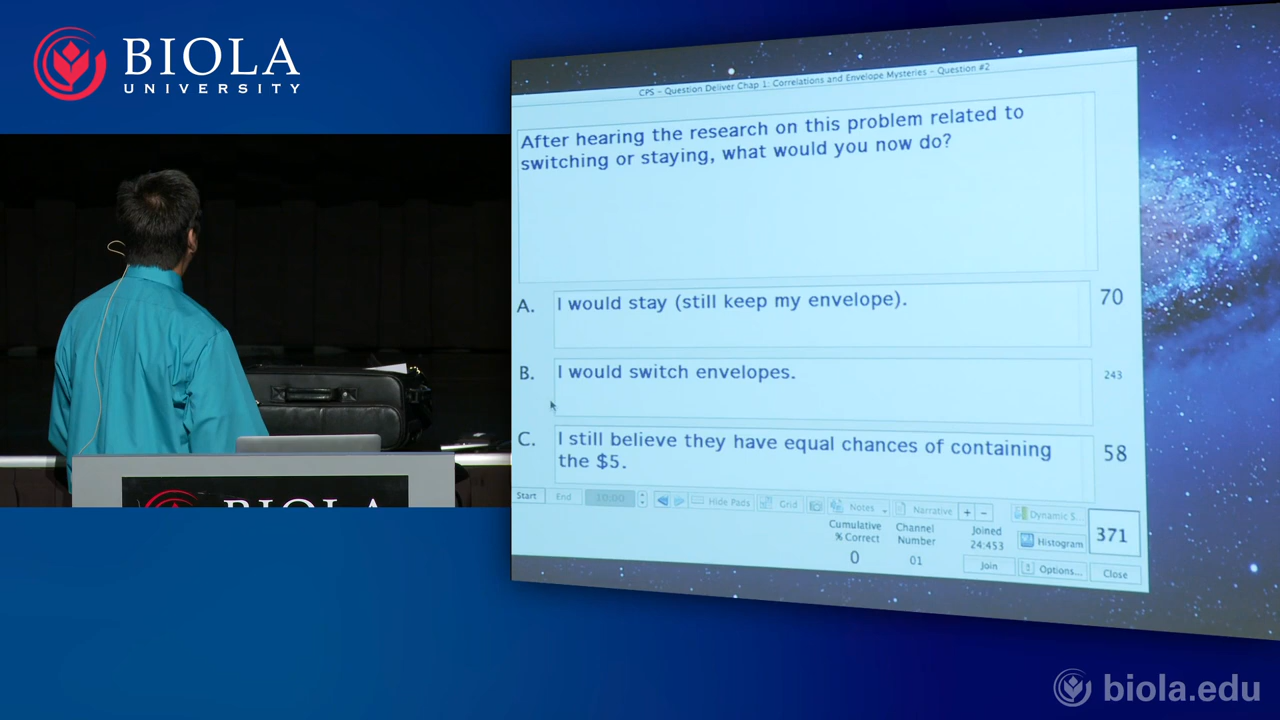 BIOLA
UNIVERSITY
CPS - Question Deliver Chap 1: Correlations and Envelope Mysteries - Question #2
After hearing the research on this problem related to
switching or staying, what would you now do?
A. I would stay (still keep my envelope). 70
B. I would switch envelopes. 243
C. I still believe they have equal chances of containing
the $5. 58
Start End 10:00 Hide Pads Grid Notes Narrative + - Dynamic S...
Cumulative
% Correct
0
Channel
Number
01
Joined
24:453
Join
Histogram
Options...
371
Close
BIOLA
biola.edu